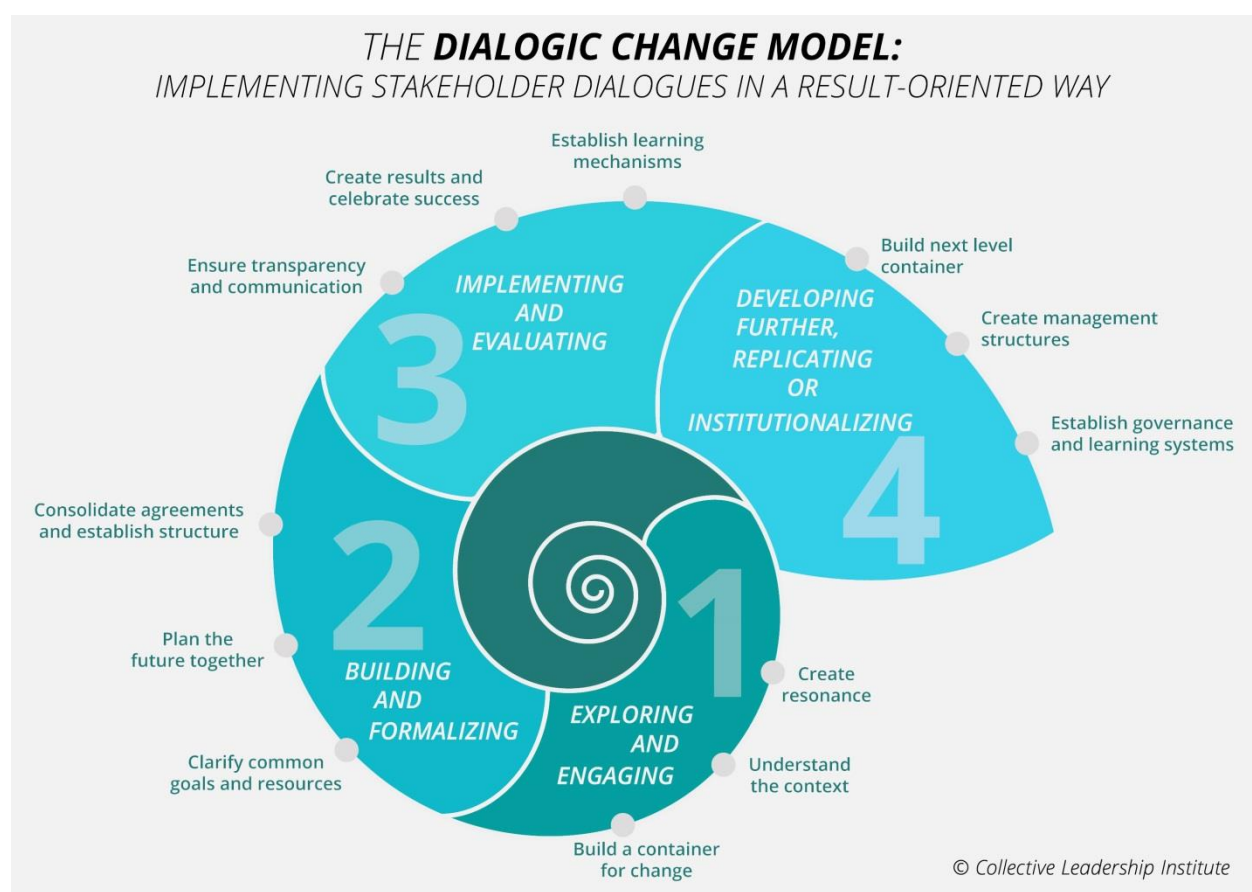 THE DIALOGIC CHANGE MODEL:
IMPLEMENTING STAKEHOLDER DIALOGUES IN A RESULT-ORIENTED WAY
1
EXPLORING
AND
ENGAGING
Create
resonance
Understand
the context
Build a container
for change
2
BUILDING
AND
FORMALIZING
Clarify common
goals and resources
Plan the
future together
Consolidate agreements
and establish structure
3
IMPLEMENTING
AND
EVALUATING
Ensure transparency
and communication
Create results and
celebrate success
Establish learning
mechanisms
4
DEVELOPING
FURTHER,
REPLICATING
OR
INSTITUTIONALIZING
Build next level
container
Create management
structures
Establish governance
and learning systems
© Collective Leadership Institute